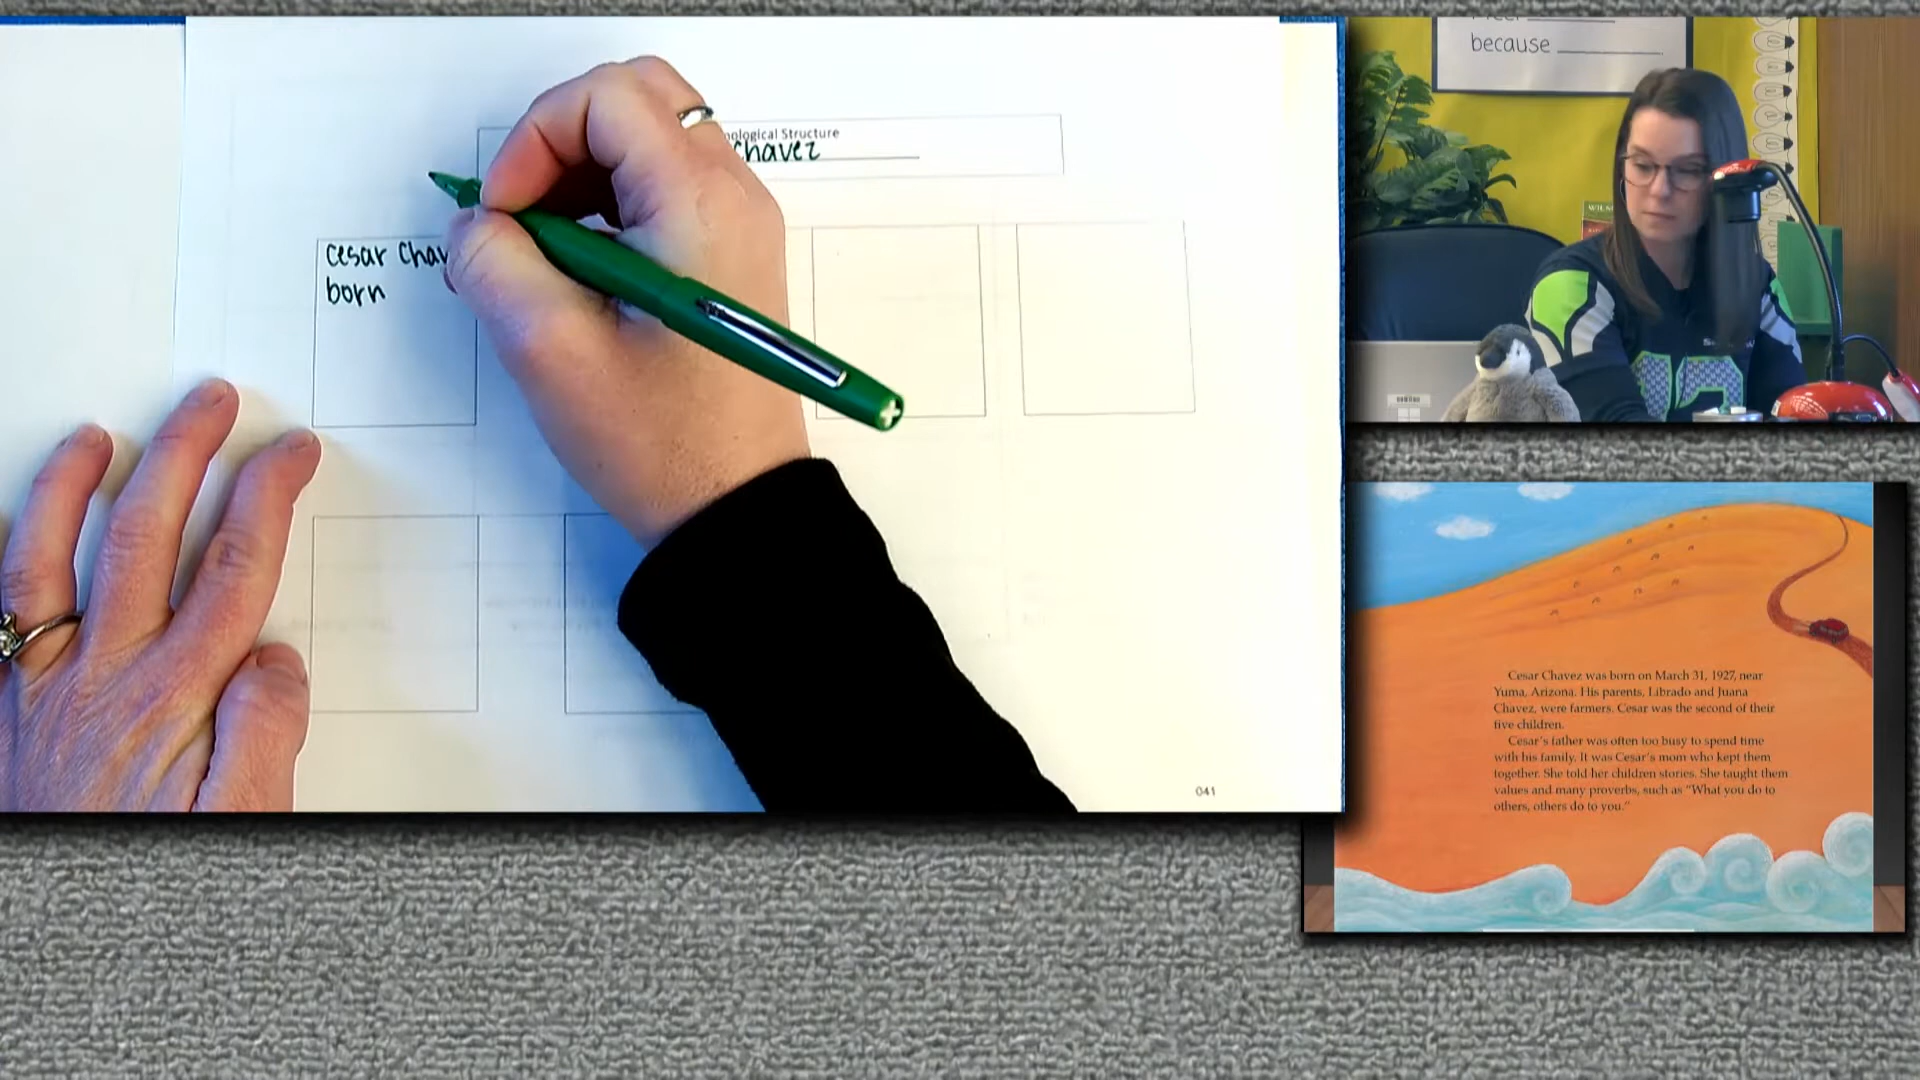 ological Structure
Chavez
Cesar Chav
born
041
because
Cesar Chavez was born on March 31, 1927, near
Yuma, Arizona. His parents, Librado and Juana
Chavez, were farmers. Cesar was the second of their
five children.
Cesar's father was often too busy to spend time
with his family. It was Cesar's mom who kept them
together. She told her children stories. She taught them
values and many proverbs, such as "What you do to
others, others do to you."